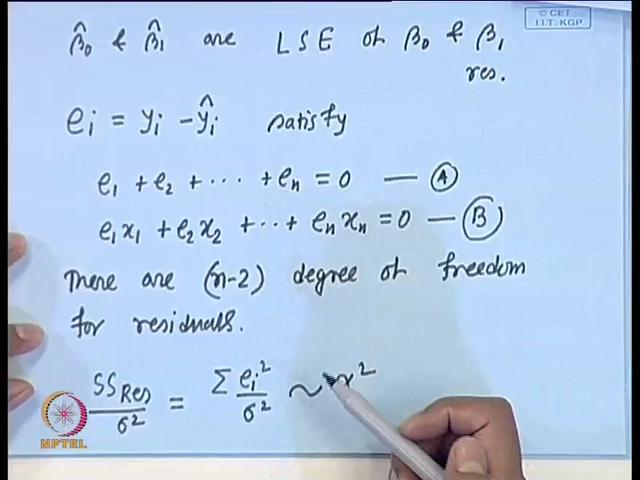 © CET
I.I.T. KGP
β̂₀ & β̂₁ are LSE of β₀ & β₁
res.
eᵢ = yᵢ - ŷᵢ satisfy
e₁ + e₂ + ... + eₙ = 0 — (A)
e₁x₁ + e₂x₂ + ... + eₙxₙ = 0 — (B)
There are (n-2) degree of freedom
for residuals.
SS_Res/σ² = Σ eᵢ²/σ² ~ χ²
NPTEL